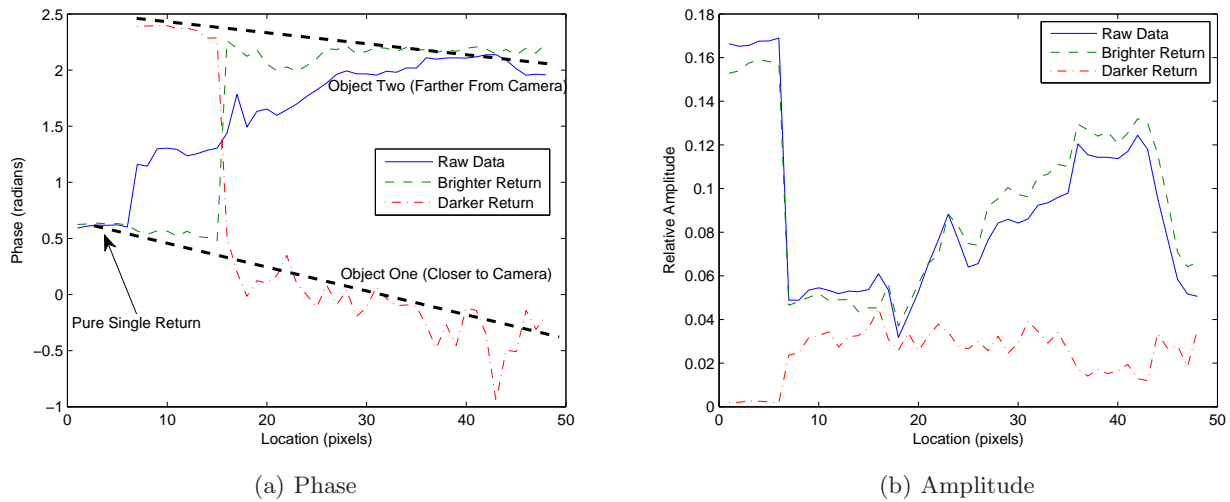 2.5
2
1.5
1
0.5
0
−0.5
−1
0 10 20 30 40 50
Phase (radians)
Location (pixels)
Object Two (Farther From Camera)
Raw Data
Brighter Return
Darker Return
Object One (Closer to Camera)
Pure Single Return
(a) Phase
0.18
0.16
0.14
0.12
0.1
0.08
0.06
0.04
0.02
0
0 10 20 30 40 50
Relative Amplitude
Location (pixels)
Raw Data
Brighter Return
Darker Return
(b) Amplitude